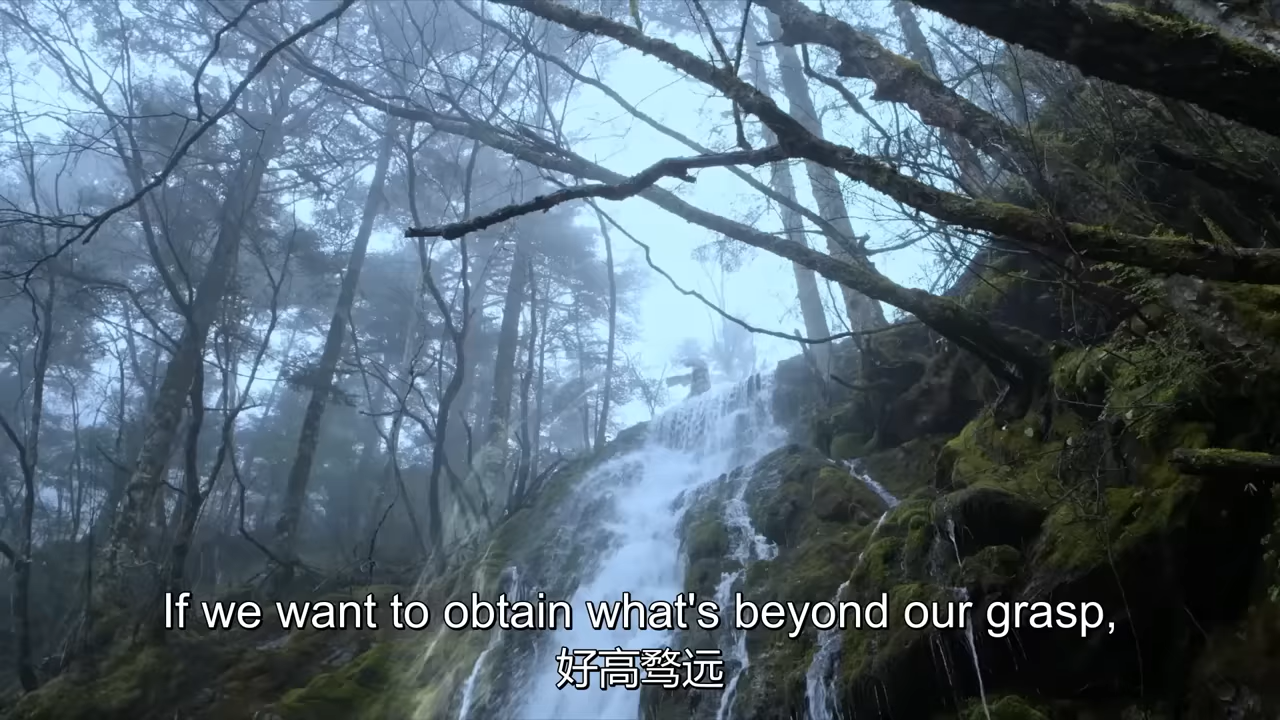 If we want to obtain what's beyond our grasp,
好高骛远